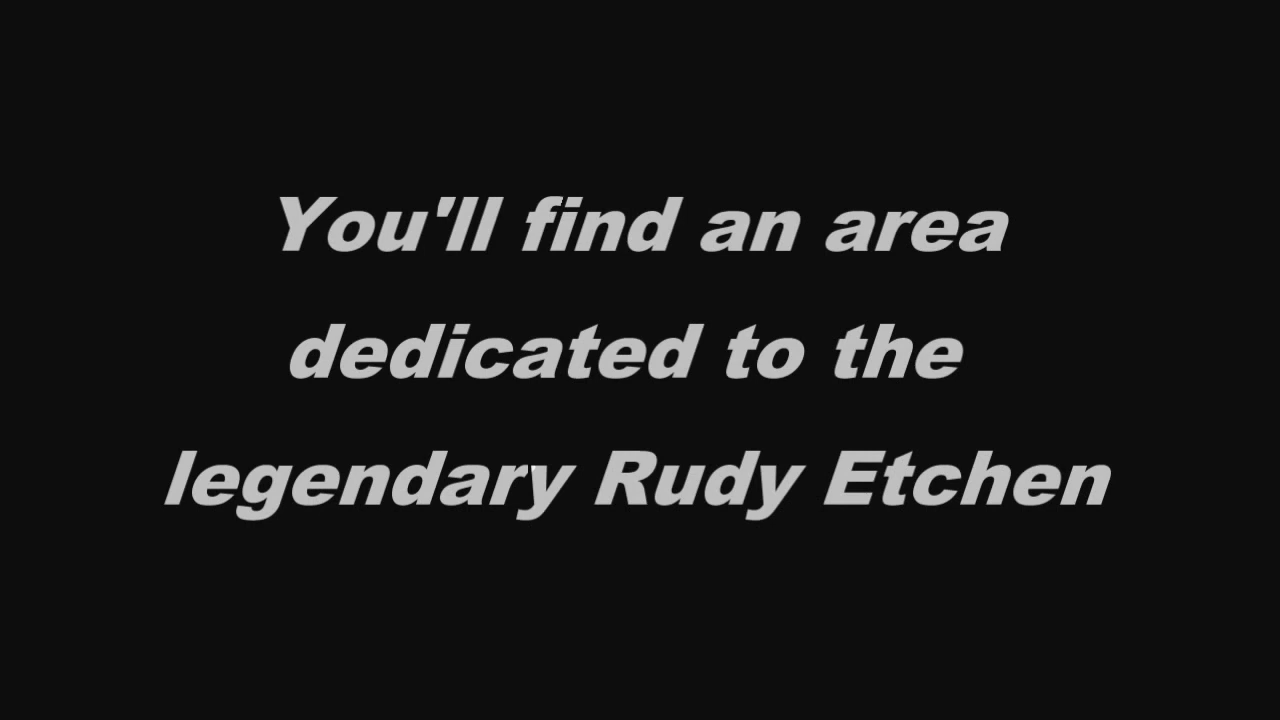 You'll find an area
dedicated to the
legendary Rudy Etchen